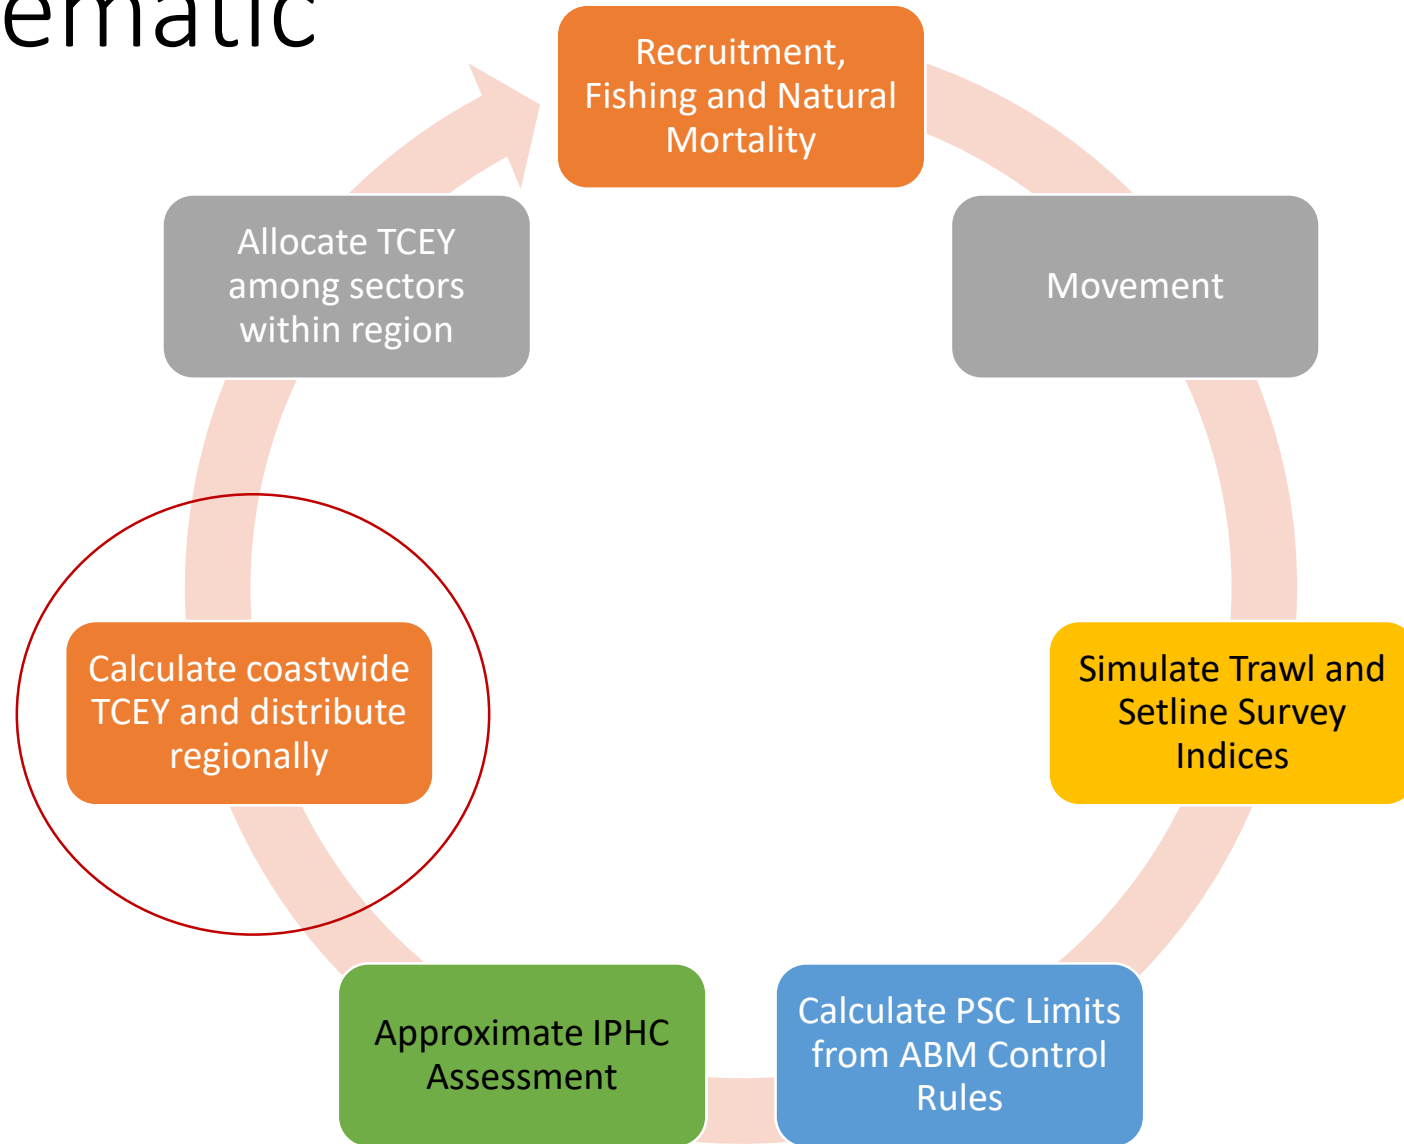 ematic
Recruitment,
Fishing and Natural
Mortality
Movement
Simulate Trawl and
Setline Survey
Indices
Calculate PSC Limits
from ABM Control
Rules
Approximate IPHC
Assessment
Calculate coastwide
TCEY and distribute
regionally
Allocate TCEY
among sectors
within region